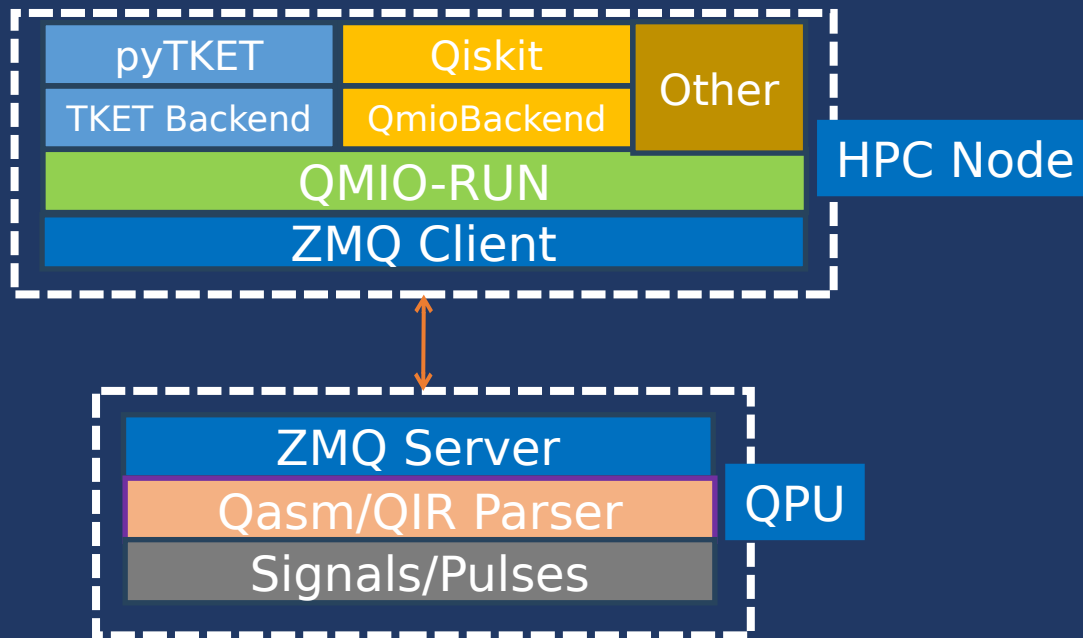 pyTKET
Qiskit
Other
TKET Backend
QmioBackend
HPC Node
QMIO-RUN
ZMQ Client
ZMQ Server
QPU
Qasm/QIR Parser
Signals/Pulses